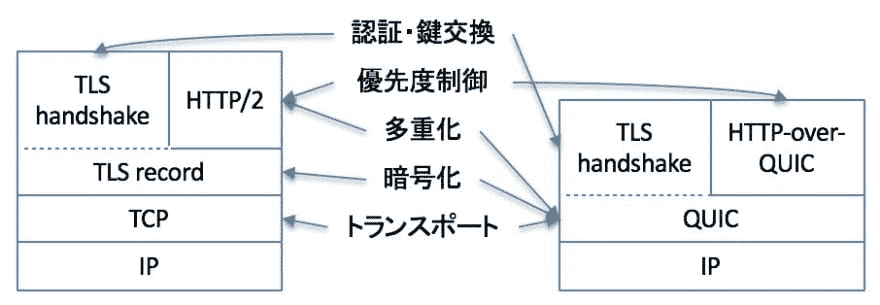 認証・鍵交換
優先度制御
多重化
暗号化
トランスポート
TLS
handshake
HTTP/2
TLS record
TCP
IP
TLS
handshake
HTTP-over-
QUIC
QUIC
IP